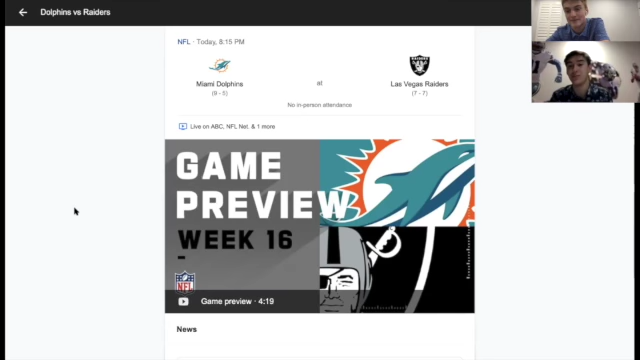 Dolphins vs Raiders
NFL · Today, 8:15 PM
Miami Dolphins
(9 - 5)
at
Las Vegas Raiders
(7 - 7)
No in-person attendance
Live on ABC, NFL Net. & 1 more
GAME
PREVIEW
WEEK 16
NFL
Game preview · 4:19
News